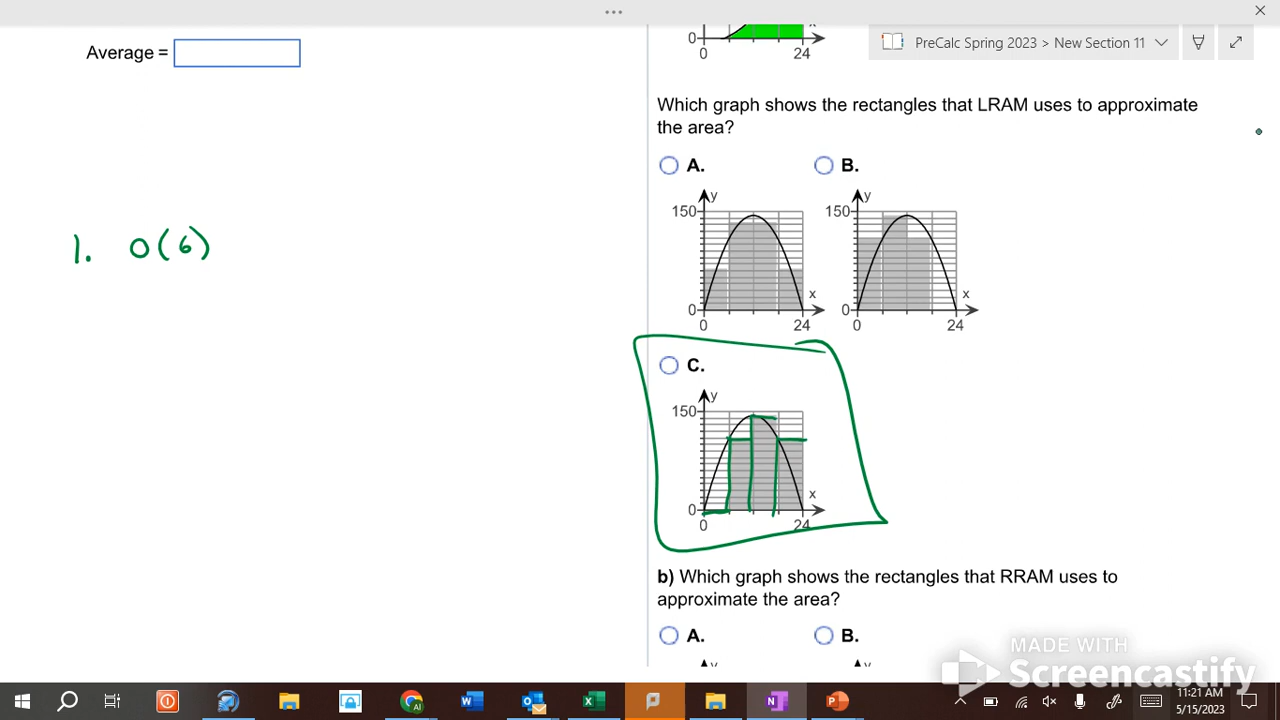 Average =
1. 0(6)
0
0
24
x
PreCalc Spring 2023 > New Section 11
Which graph shows the rectangles that LRAM uses to approximate
the area?
A.
B.
y
150
x
0
0
24
y
150
x
0
0
24
C.
y
150
x
0
0
24
b) Which graph shows the rectangles that RRAM uses to
approximate the area?
A.
B.
y
y
MADE WITH
Screencastify
11:21 AM
5/15/2023